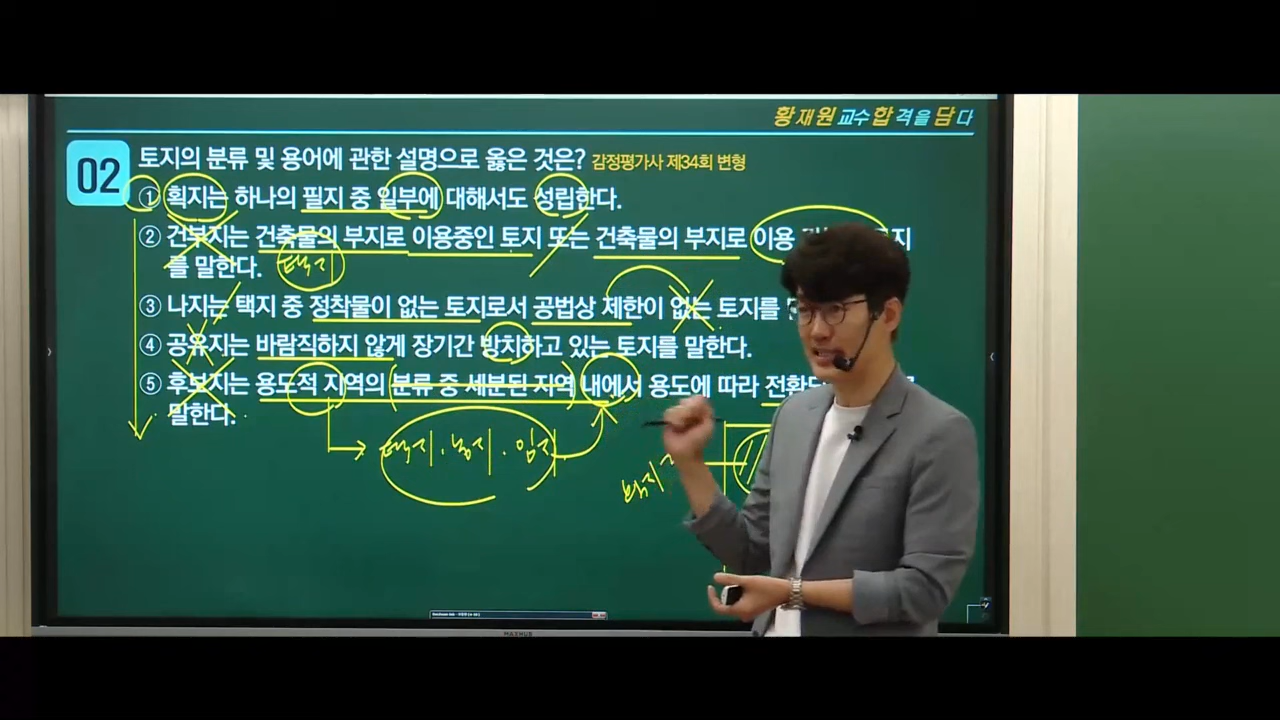 황재원 교수 합격을 담다
02 토지의 분류 및 용어에 관한 설명으로 옳은 것은? 감정평가사 제34회 변형
① 획지는 하나의 필지 중 일부에 대해서도 성립한다.
② 건부지는 건축물의 부지로 이용중인 토지 또는 건축물의 부지로 이용 지
를 말한다. 택지
③ 나지는 택지 중 정착물이 없는 토지로서 공법상 제한이 없는 토지를
④ 공유지는 바람직하지 않게 장기간 방치하고 있는 토지를 말한다.
⑤ 후보지는 용도적 지역의 분류 중 세분된 지역 내에서 용도에 따라
말한다.
택지·농지·임지
MAXHUB